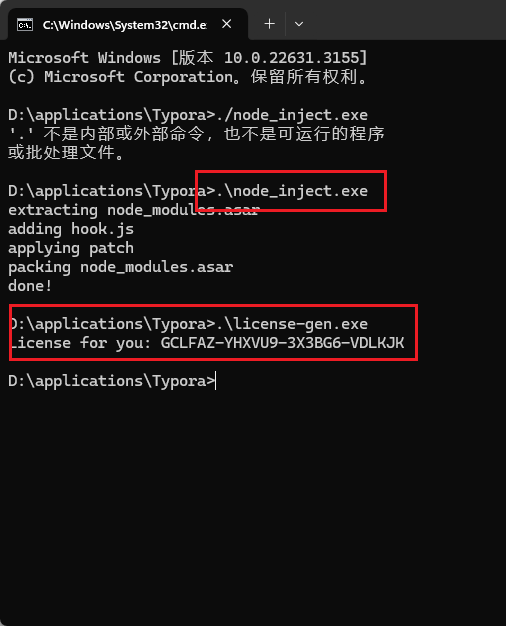 C:\Windows\System32\cmd.e
Microsoft Windows [版本 10.0.22631.3155]
(c) Microsoft Corporation。保留所有权利。
D:\applications\Typora>./node_inject.exe
'.' 不是内部或外部命令，也不是可运行的程序
或批处理文件。
D:\applications\Typora>.\node_inject.exe
extracting node_modules.asar
adding hook.js
applying patch
packing node_modules.asar
done!
D:\applications\Typora>.\license-gen.exe
License for you: GCLFAZ-YHXVU9-3X3BG6-VDLKJK
D:\applications\Typora>